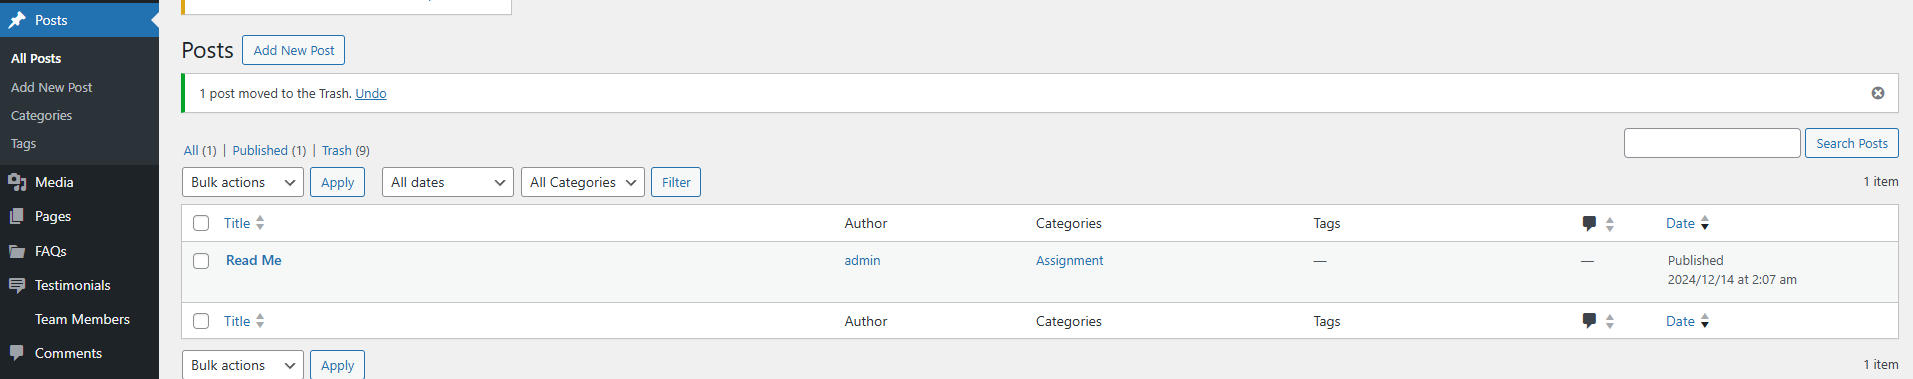 Posts
All Posts
Add New Post
Categories
Tags
Media
Pages
FAQs
Testimonials
Team Members
Comments
Posts Add New Post
1 post moved to the Trash. Undo
All (1) | Published (1) | Trash (9)
Search Posts
Bulk actions Apply All dates All Categories Filter 1 item
Title Author Categories Tags Date
Read Me admin Assignment — — Published
2024/12/14 at 2:07 am
Title Author Categories Tags Date
Bulk actions Apply 1 item